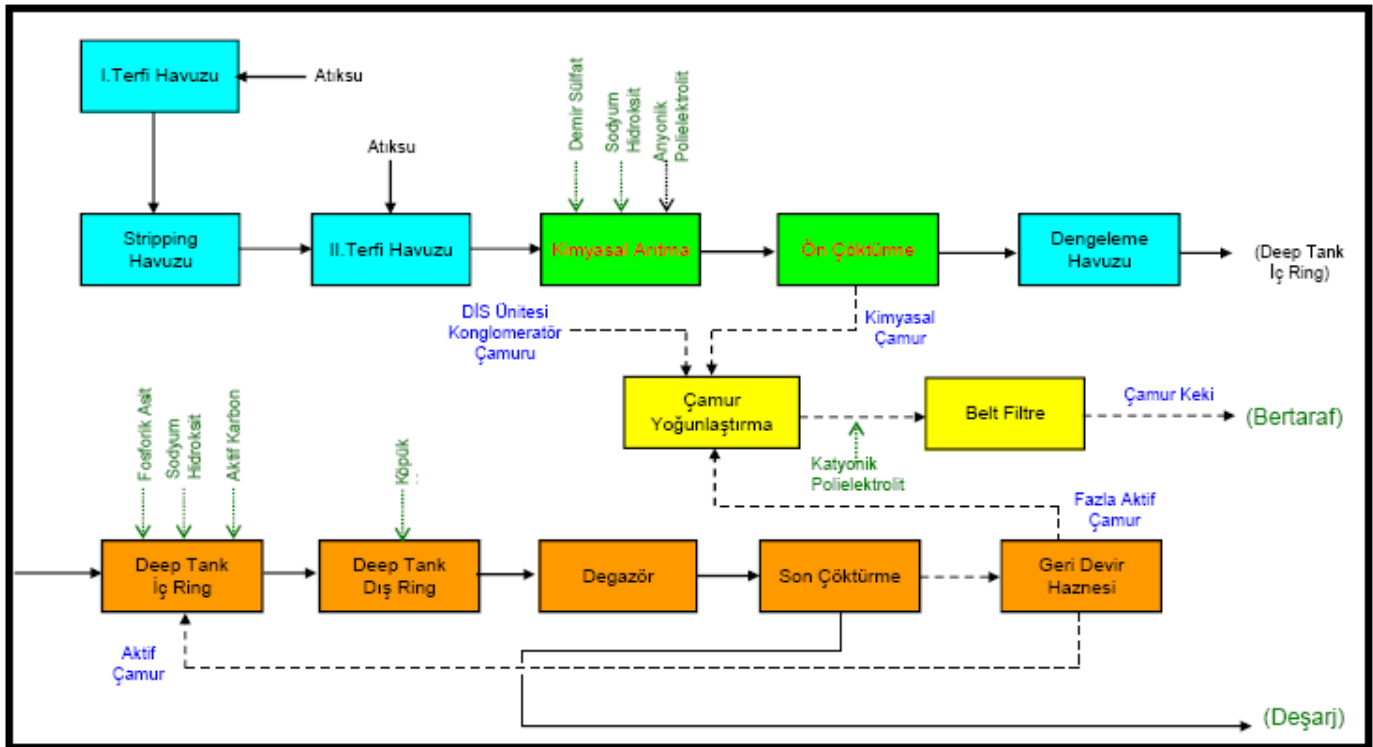 I.Terfi Havuzu
Atıksu
Demir Sülfat
Sodyum
Hidroksit
Anyonik
Polielektrolit
Atıksu
Stripping
Havuzu
II.Terfi Havuzu
Kimyasal Arıtma
Ön Çöktürme
Dengeleme
Havuzu
(Deep Tank
İç Ring)
DİS Ünitesi
Konglomeratör
Çamuru
Kimyasal
Çamur
Çamur
Yoğunlaştırma
Belt Filtre
Çamur Keki
(Bertaraf)
Katyonik
Polielektrolit
Fosforik Asit
Sodyum
Hidroksit
Aktif Karbon
Köpük
Fazla Aktif
Çamur
Deep Tank
İç Ring
Deep Tank
Dış Ring
Degazör
Son Çöktürme
Geri Devir
Haznesi
Aktif
Çamur
(Deşarj)